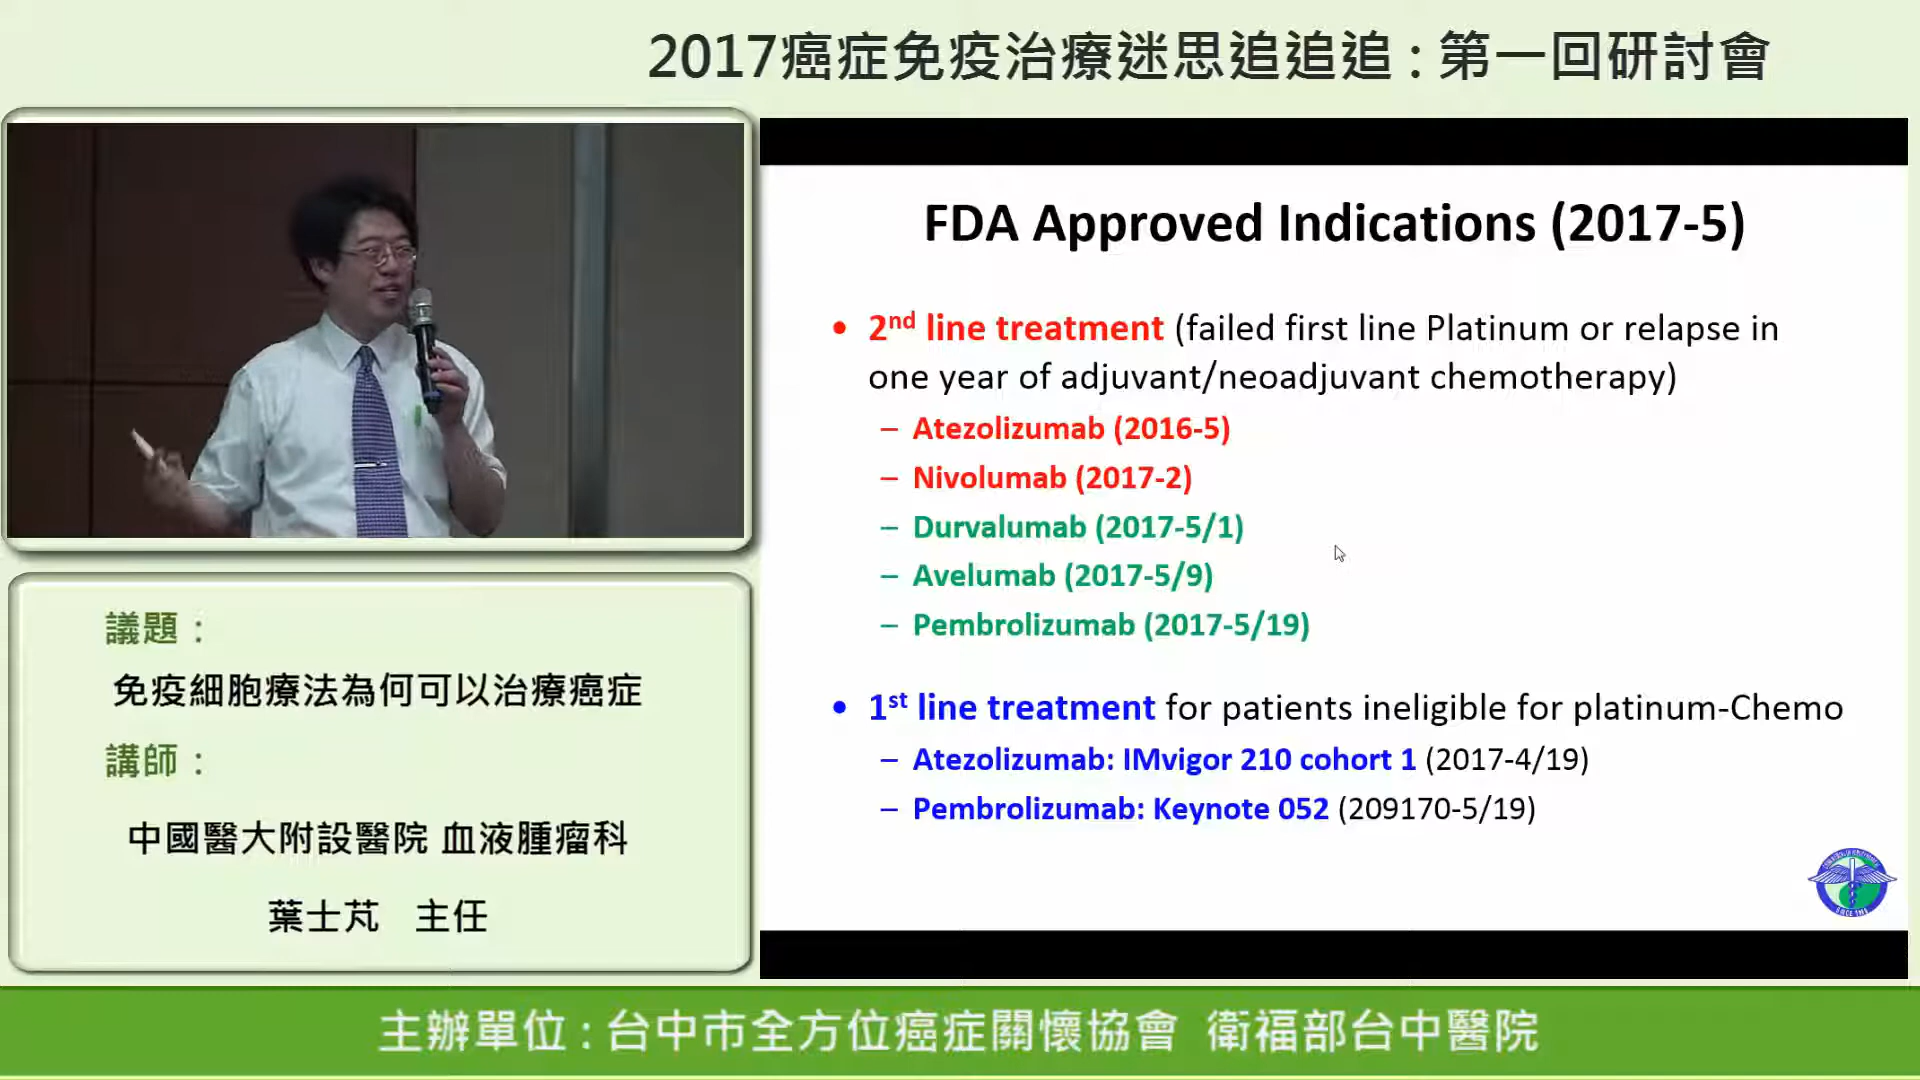 2017癌症免疫治療迷思追追追 : 第一回研討會
FDA Approved Indications (2017-5)
• 2nd line treatment (failed first line Platinum or relapse in
one year of adjuvant/neoadjuvant chemotherapy)
– Atezolizumab (2016-5)
– Nivolumab (2017-2)
– Durvalumab (2017-5/1)
– Avelumab (2017-5/9)
– Pembrolizumab (2017-5/19)
• 1st line treatment for patients ineligible for platinum-Chemo
– Atezolizumab: IMvigor 210 cohort 1 (2017-4/19)
– Pembrolizumab: Keynote 052 (209170-5/19)
議題 :
免疫細胞療法為何可以治療癌症
講師 :
中國醫大附設醫院 血液腫瘤科
葉士芃 主任
主辦單位 : 台中市全方位癌症關懷協會 衛福部台中醫院